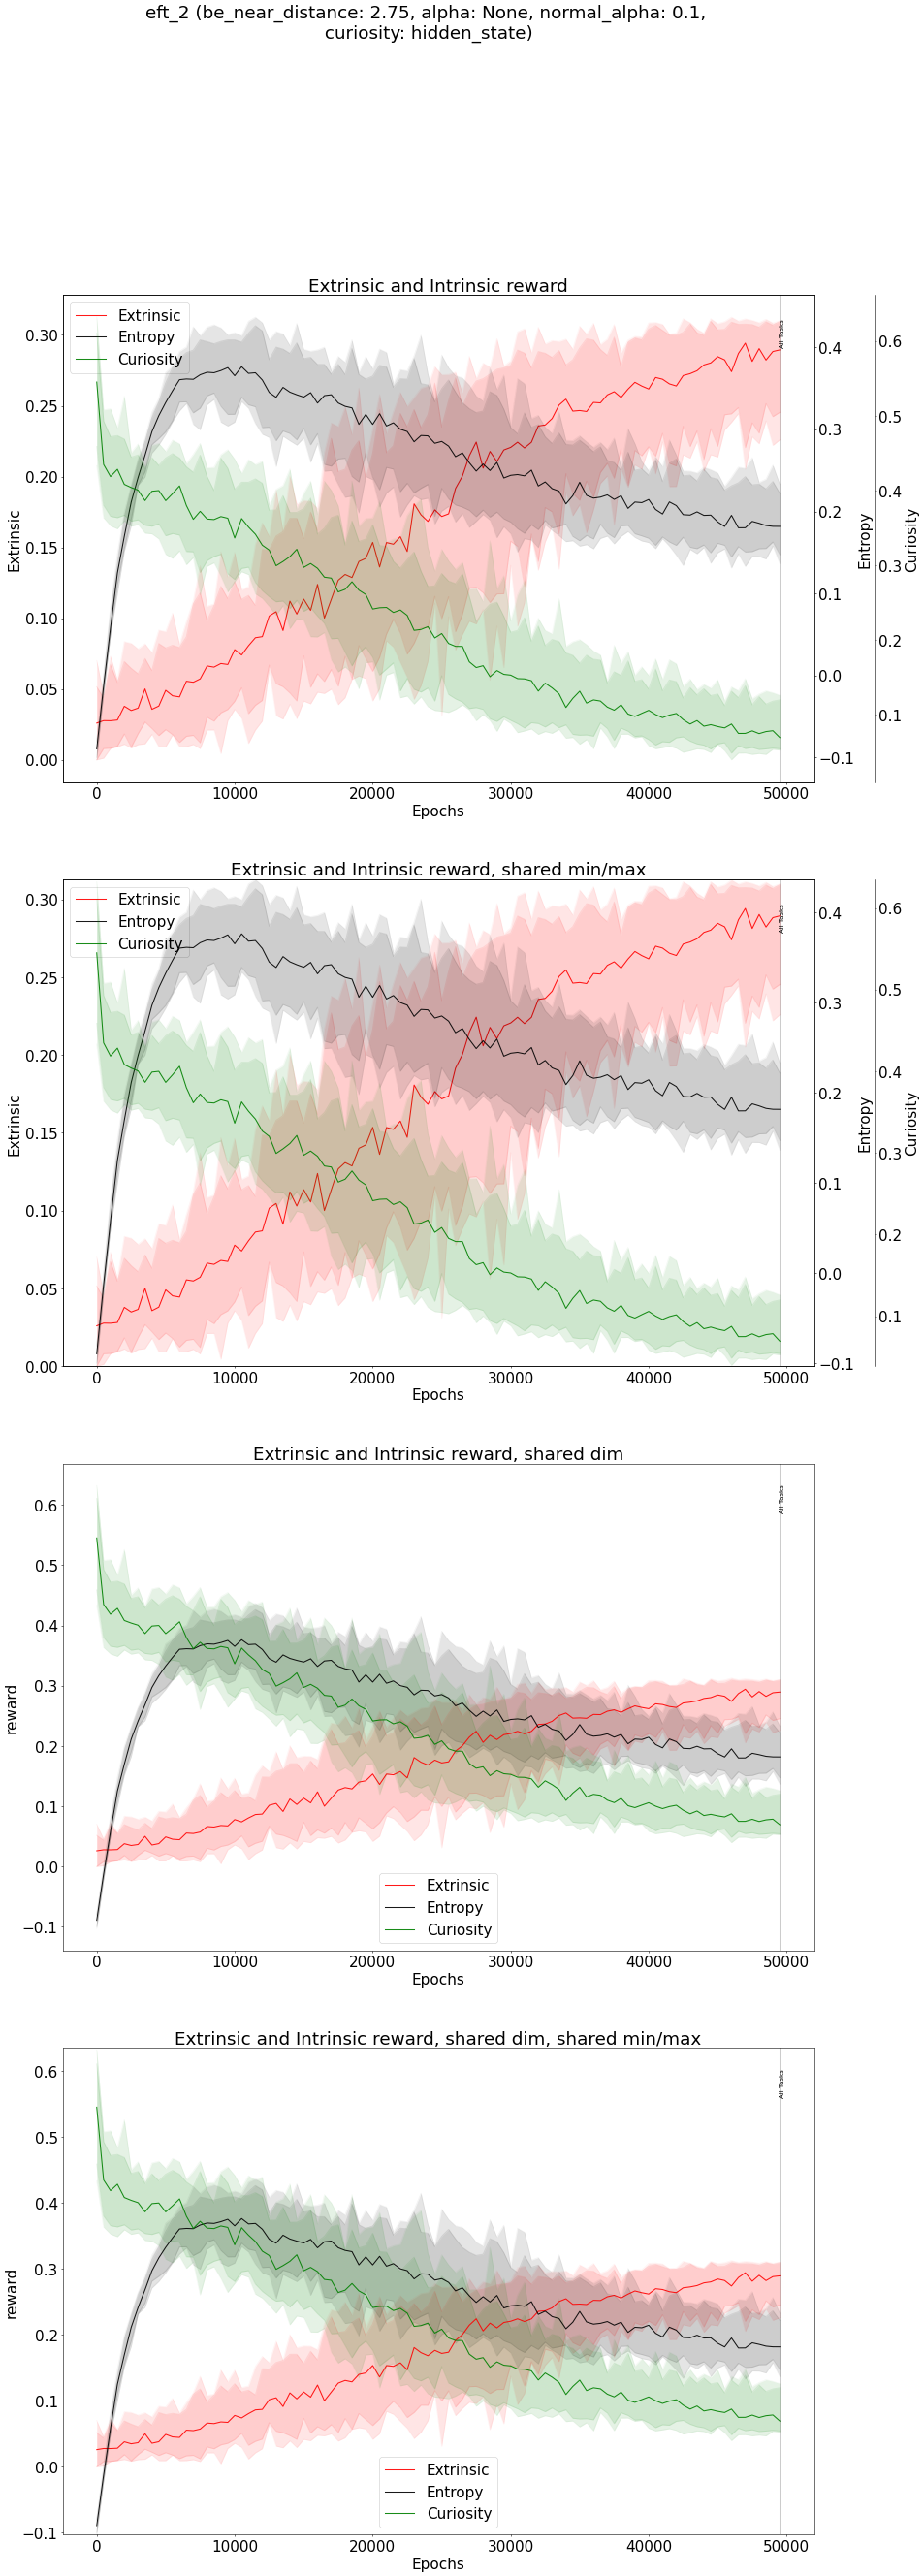 eft_2 (be_near_distance: 2.75, alpha: None, normal_alpha: 0.1,
curiosity: hidden_state)
Extrinsic and Intrinsic reward
Extrinsic
Entropy
Curiosity
All Tasks
0.30
0.25
0.20
0.15
0.10
0.05
0.00
Extrinsic
0.4
0.3
0.2
0.1
0.0
−0.1
Entropy
0.6
0.5
0.4
0.3
0.2
0.1
Curiosity
0 10000 20000 30000 40000 50000
Epochs
Extrinsic and Intrinsic reward, shared min/max
Extrinsic
Entropy
Curiosity
All Tasks
0.30
0.25
0.20
0.15
0.10
0.05
0.00
Extrinsic
0.4
0.3
0.2
0.1
0.0
−0.1
Entropy
0.6
0.5
0.4
0.3
0.2
0.1
Curiosity
0 10000 20000 30000 40000 50000
Epochs
Extrinsic and Intrinsic reward, shared dim
All Tasks
0.6
0.5
0.4
0.3
0.2
0.1
0.0
−0.1
reward
Extrinsic
Entropy
Curiosity
0 10000 20000 30000 40000 50000
Epochs
Extrinsic and Intrinsic reward, shared dim, shared min/max
All Tasks
0.6
0.5
0.4
0.3
0.2
0.1
0.0
−0.1
reward
Extrinsic
Entropy
Curiosity
0 10000 20000 30000 40000 50000
Epochs